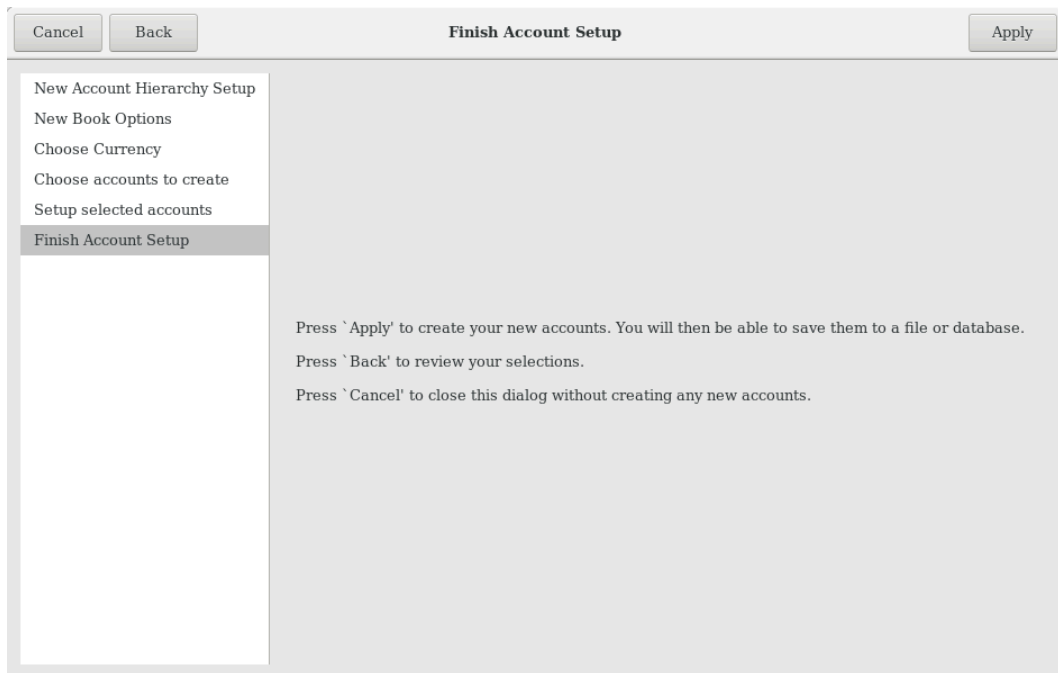 Cancel Back Finish Account Setup Apply
New Account Hierarchy Setup
New Book Options
Choose Currency
Choose accounts to create
Setup selected accounts
Finish Account Setup
Press `Apply' to create your new accounts. You will then be able to save them to a file or database.
Press `Back' to review your selections.
Press `Cancel' to close this dialog without creating any new accounts.